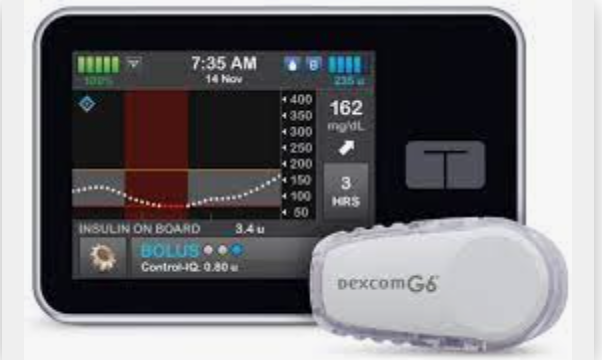 100%
7:35 AM
14 Nov
B
235 u
400
350
300
250
200
150
100
50
162
mg/dL
3
HRS
INSULIN ON BOARD 3.4 u
BOLUS
Control-IQ: 0.80 u
T
Dexcom G6